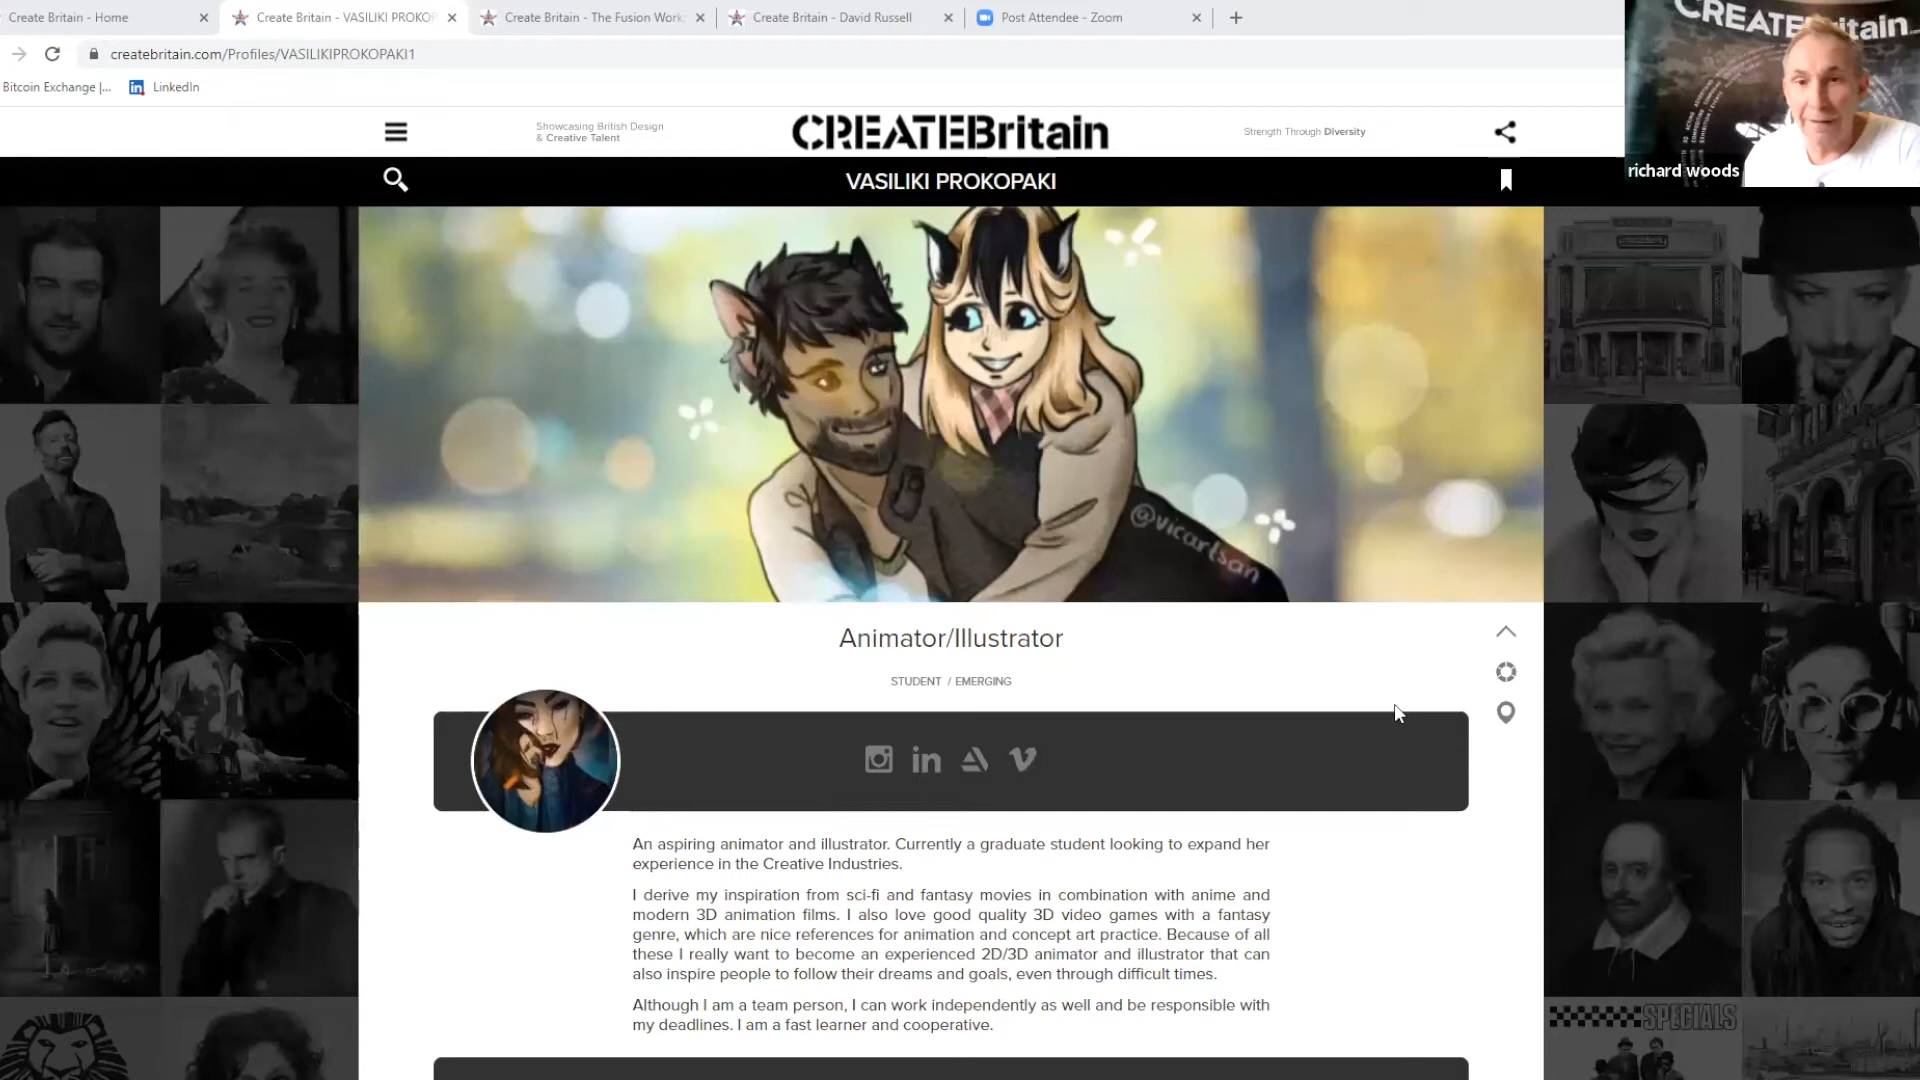 Create Britain - Home
Create Britain - VASILIKI PROKOP
Create Britain - The Fusion Work
Create Britain - David Russell
Post Attendee - Zoom
createbritain.com/Profiles/VASILIKIPROKOPAKI1
Bitcoin Exchange |...
LinkedIn
CREATEBritain
richard woods
Showcasing British Design
& Creative Talent
CREATEBritain
Strength Through Diversity
VASILIKI PROKOPAKI
@vicartsan
Animator/Illustrator
STUDENT / EMERGING
An aspiring animator and illustrator. Currently a graduate student looking to expand her
experience in the Creative Industries.
I derive my inspiration from sci-fi and fantasy movies in combination with anime and
modern 3D animation films. I also love good quality 3D video games with a fantasy
genre, which are nice references for animation and concept art practice. Because of all
these I really want to become an experienced 2D/3D animator and illustrator that can
also inspire people to follow their dreams and goals, even through difficult times.
Although I am a team person, I can work independently as well and be responsible with
my deadlines. I am a fast learner and cooperative.
SPECIALS